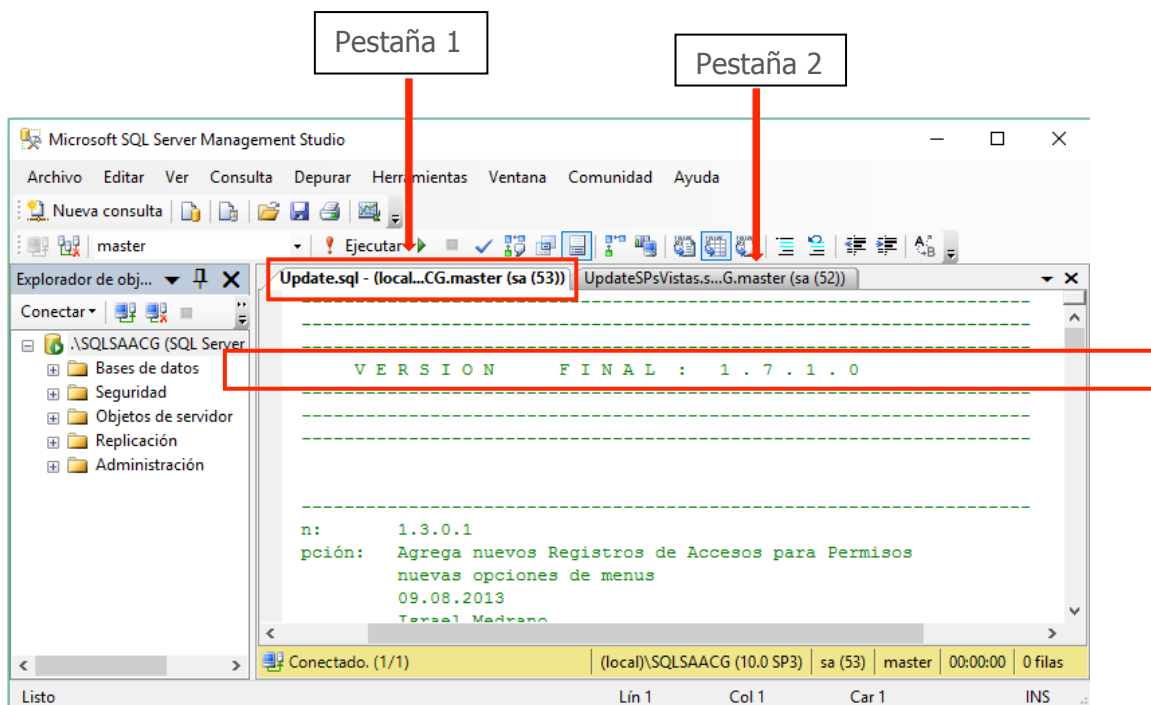 Pestaña 1
Pestaña 2
Microsoft SQL Server Management Studio
Archivo Editar Ver Consulta Depurar Herramientas Ventana Comunidad Ayuda
Nueva consulta
master Ejecutar
Explorador de obj...
Update.sql - (local...CG.master (sa (53)) UpdateSPsVistas.s...G.master (sa (52))
Conectar
.\SQLSAACG (SQL Server
Bases de datos
Seguridad
Objetos de servidor
Replicación
Administración
------------------------------------------------------------------
------------------------------------------------------------------
------------------------------------------------------------------
V E R S I O N F I N A L : 1 . 7 . 1 . 0
------------------------------------------------------------------
------------------------------------------------------------------
------------------------------------------------------------------
------------------------------------------------------------------
n: 1.3.0.1
pción: Agrega nuevos Registros de Accesos para Permisos
nuevas opciones de menus
09.08.2013
Israel Medrano
Conectado. (1/1) (local)\SQLSAACG (10.0 SP3) sa (53) master 00:00:00 0 filas
Listo Lín 1 Col 1 Car 1 INS